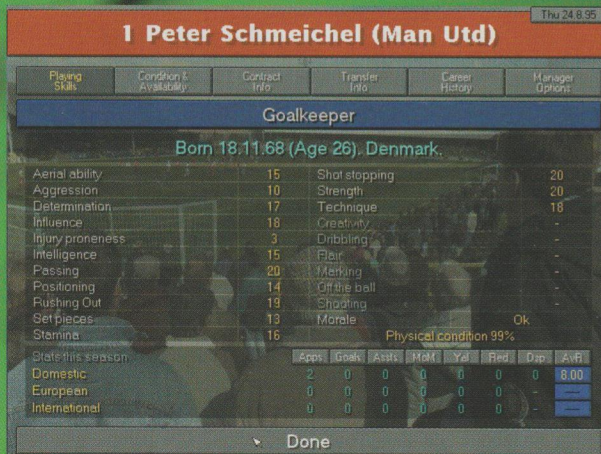 Thu 24.8.95
1 Peter Schmeichel (Man Utd)
Playing Skills
Condition & Availability
Contract Info
Transfer Info
Career History
Manager Options
Goalkeeper
Born 18.11.68 (Age 26). Denmark.
Aerial ability 15 Shot stopping 20
Aggression 10 Strength 20
Determination 17 Technique 18
Influence 18 Creativity -
Injury proneness 3 Dribbling -
Intelligence 15 Flair -
Passing 20 Marking -
Positioning 14 Off the ball -
Rushing Out 19 Shooting -
Set pieces 13 Morale Ok
Stamina 16 Physical condition 99%
Stats this season Apps Goals Assts MoM Yel Red Dsp AvR
Domestic 2 0 0 0 0 0 0 8.00
European 0 0 0 0 0 0 - —
International 0 0 0 0 0 0 - —
Done